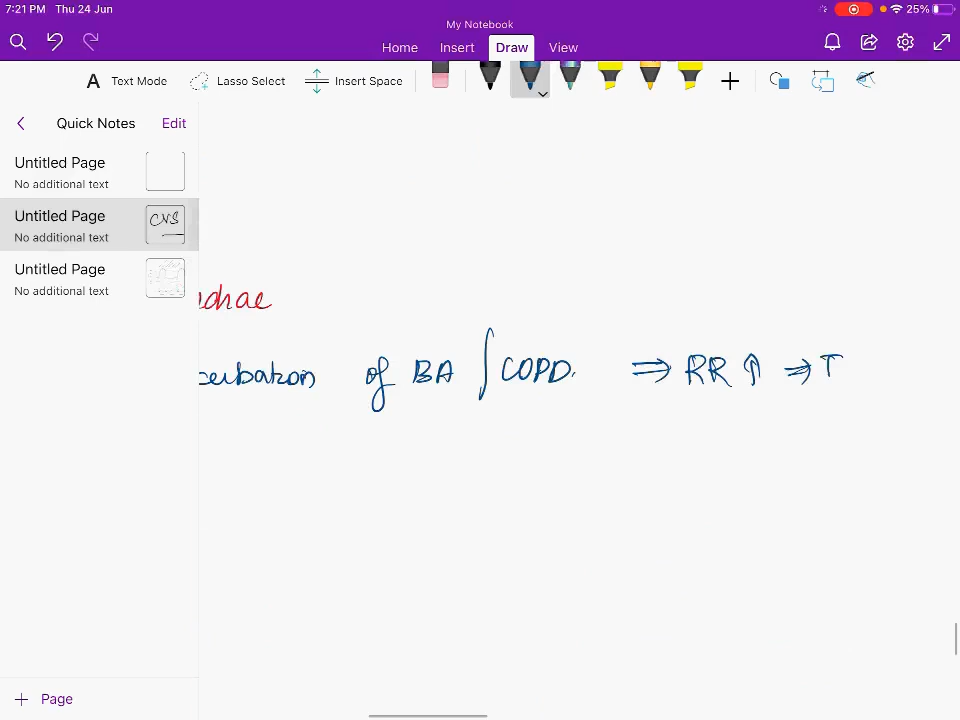 7:21 PM Thu 24 Jun 25%
My Notebook
Home Insert Draw View
Text Mode Lasso Select Insert Space
Quick Notes Edit
Untitled Page
No additional text
Untitled Page
No additional text
CNS
Untitled Page
No additional text
cerbation of BA / COPD. ⇒ RR ↑ ⇒ T
Page